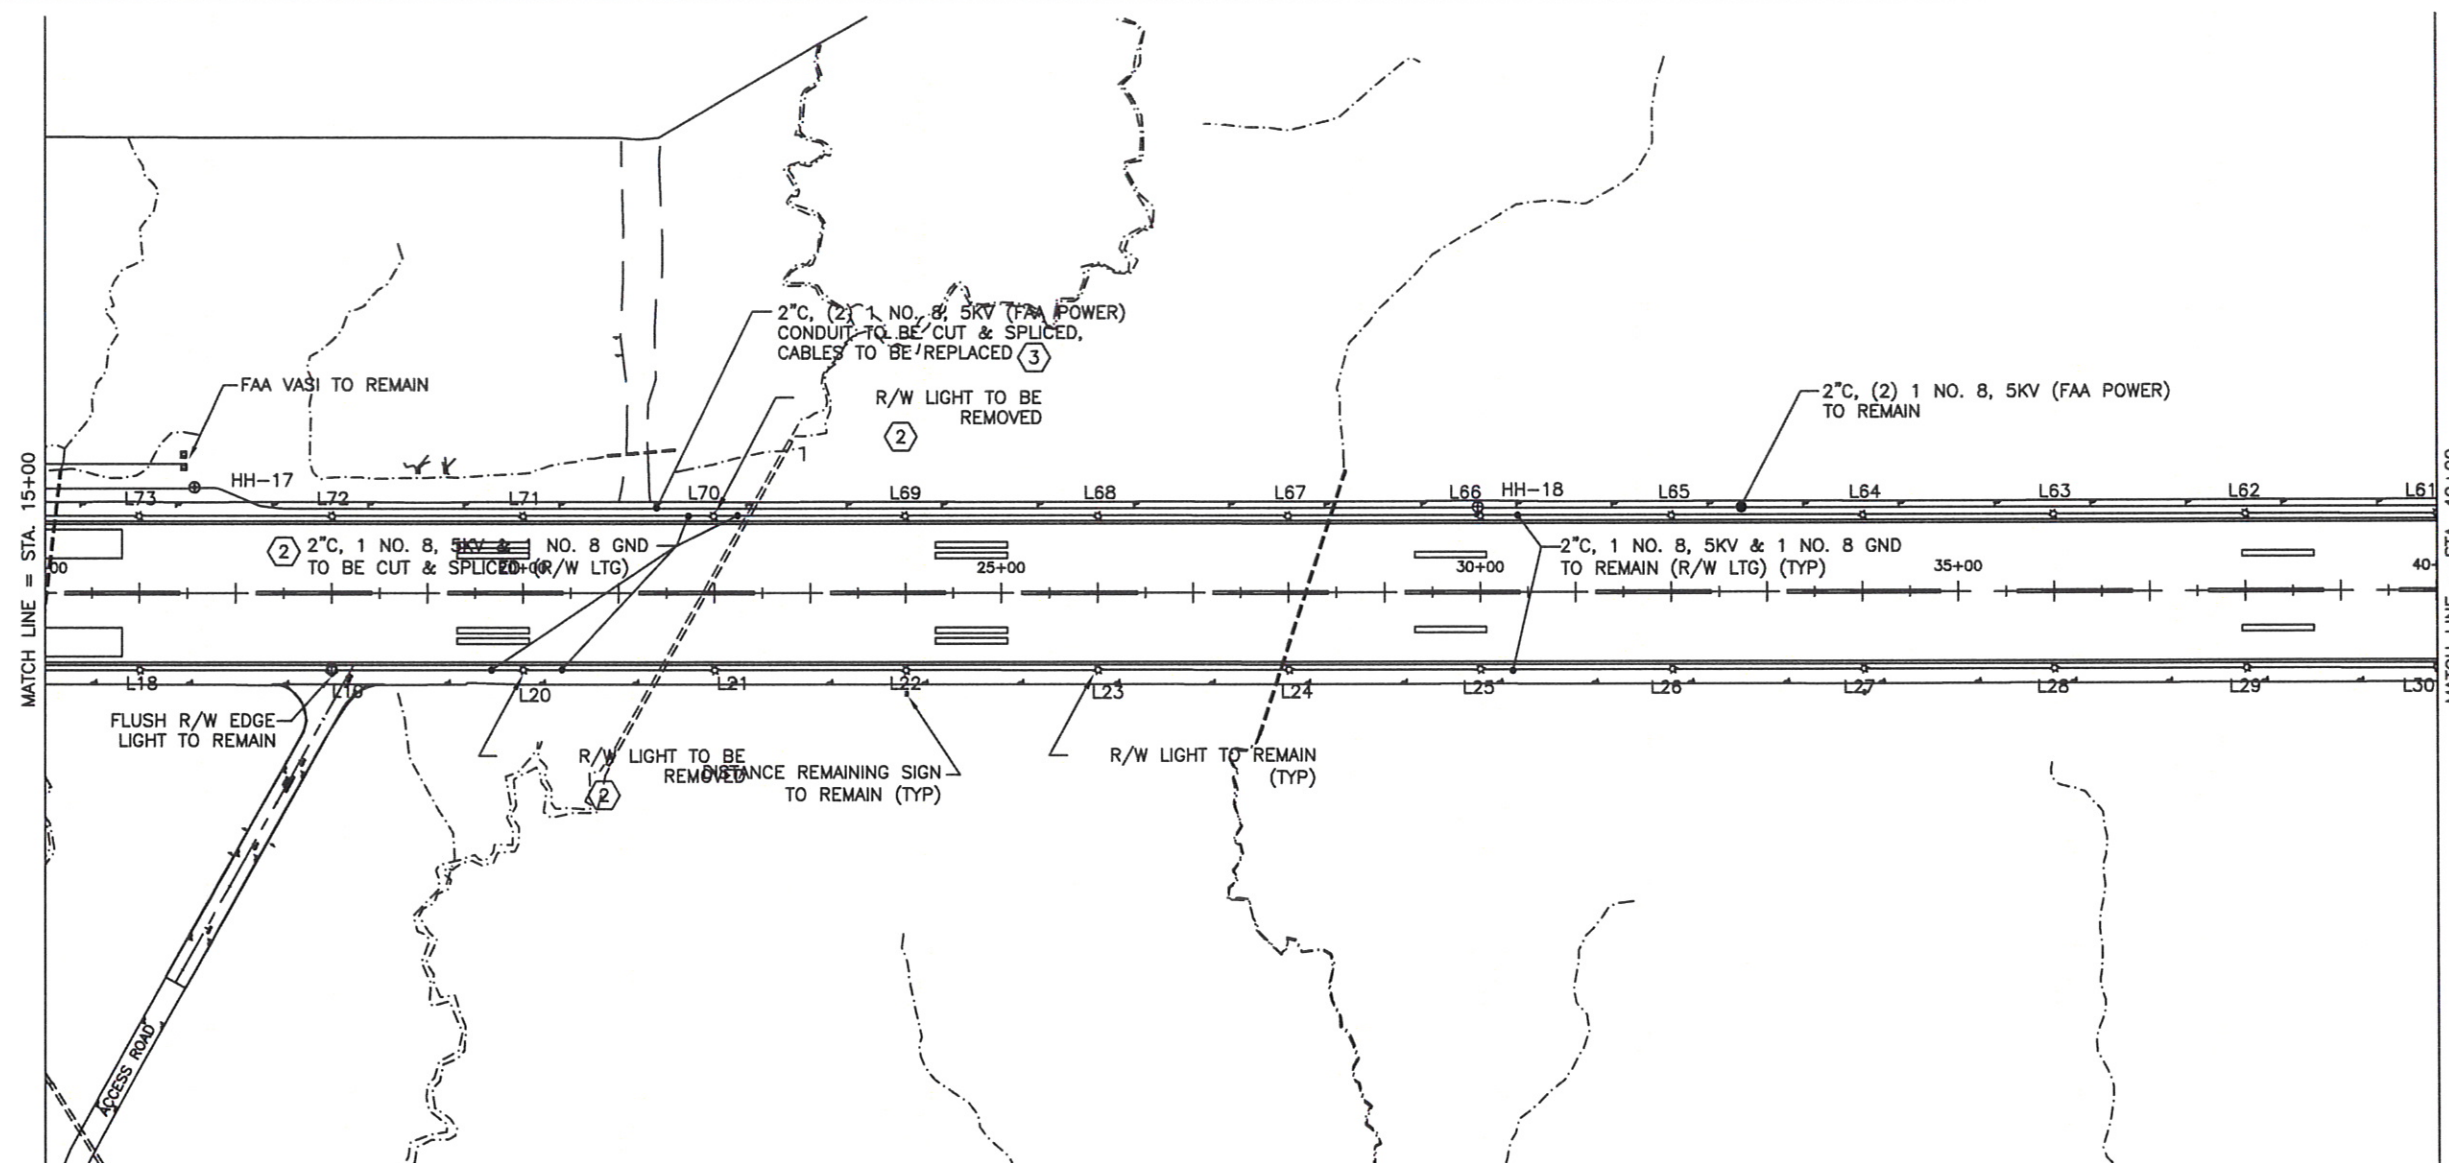 2"C, (2) 1 NO. 8, 5KV (FAA POWER)
CONDUIT TO BE CUT & SPLICED,
CABLES TO BE REPLACED 3
FAA VASI TO REMAIN
R/W LIGHT TO BE
REMOVED
2
2"C, (2) 1 NO. 8, 5KV (FAA POWER)
TO REMAIN
MATCH LINE = STA. 15+00
HH-17
HH-18
L73
L72
L71
L70
L69
L68
L67
L66
L65
L64
L63
L62
L61
2
2"C, 1 NO. 8, 5KV & 1 NO. 8 GND
TO BE CUT & SPLICED (R/W LTG)
2"C, 1 NO. 8, 5KV & 1 NO. 8 GND
TO REMAIN (R/W LTG) (TYP)
00
20+00
25+00
30+00
35+00
40+
L18
L19
L20
L21
L22
L23
L24
L25
L26
L27
L28
L29
L30
FLUSH R/W EDGE
LIGHT TO REMAIN
R/W LIGHT TO BE
REMOVED
2
DISTANCE REMAINING SIGN
TO REMAIN (TYP)
R/W LIGHT TO REMAIN
(TYP)
ACCESS ROAD